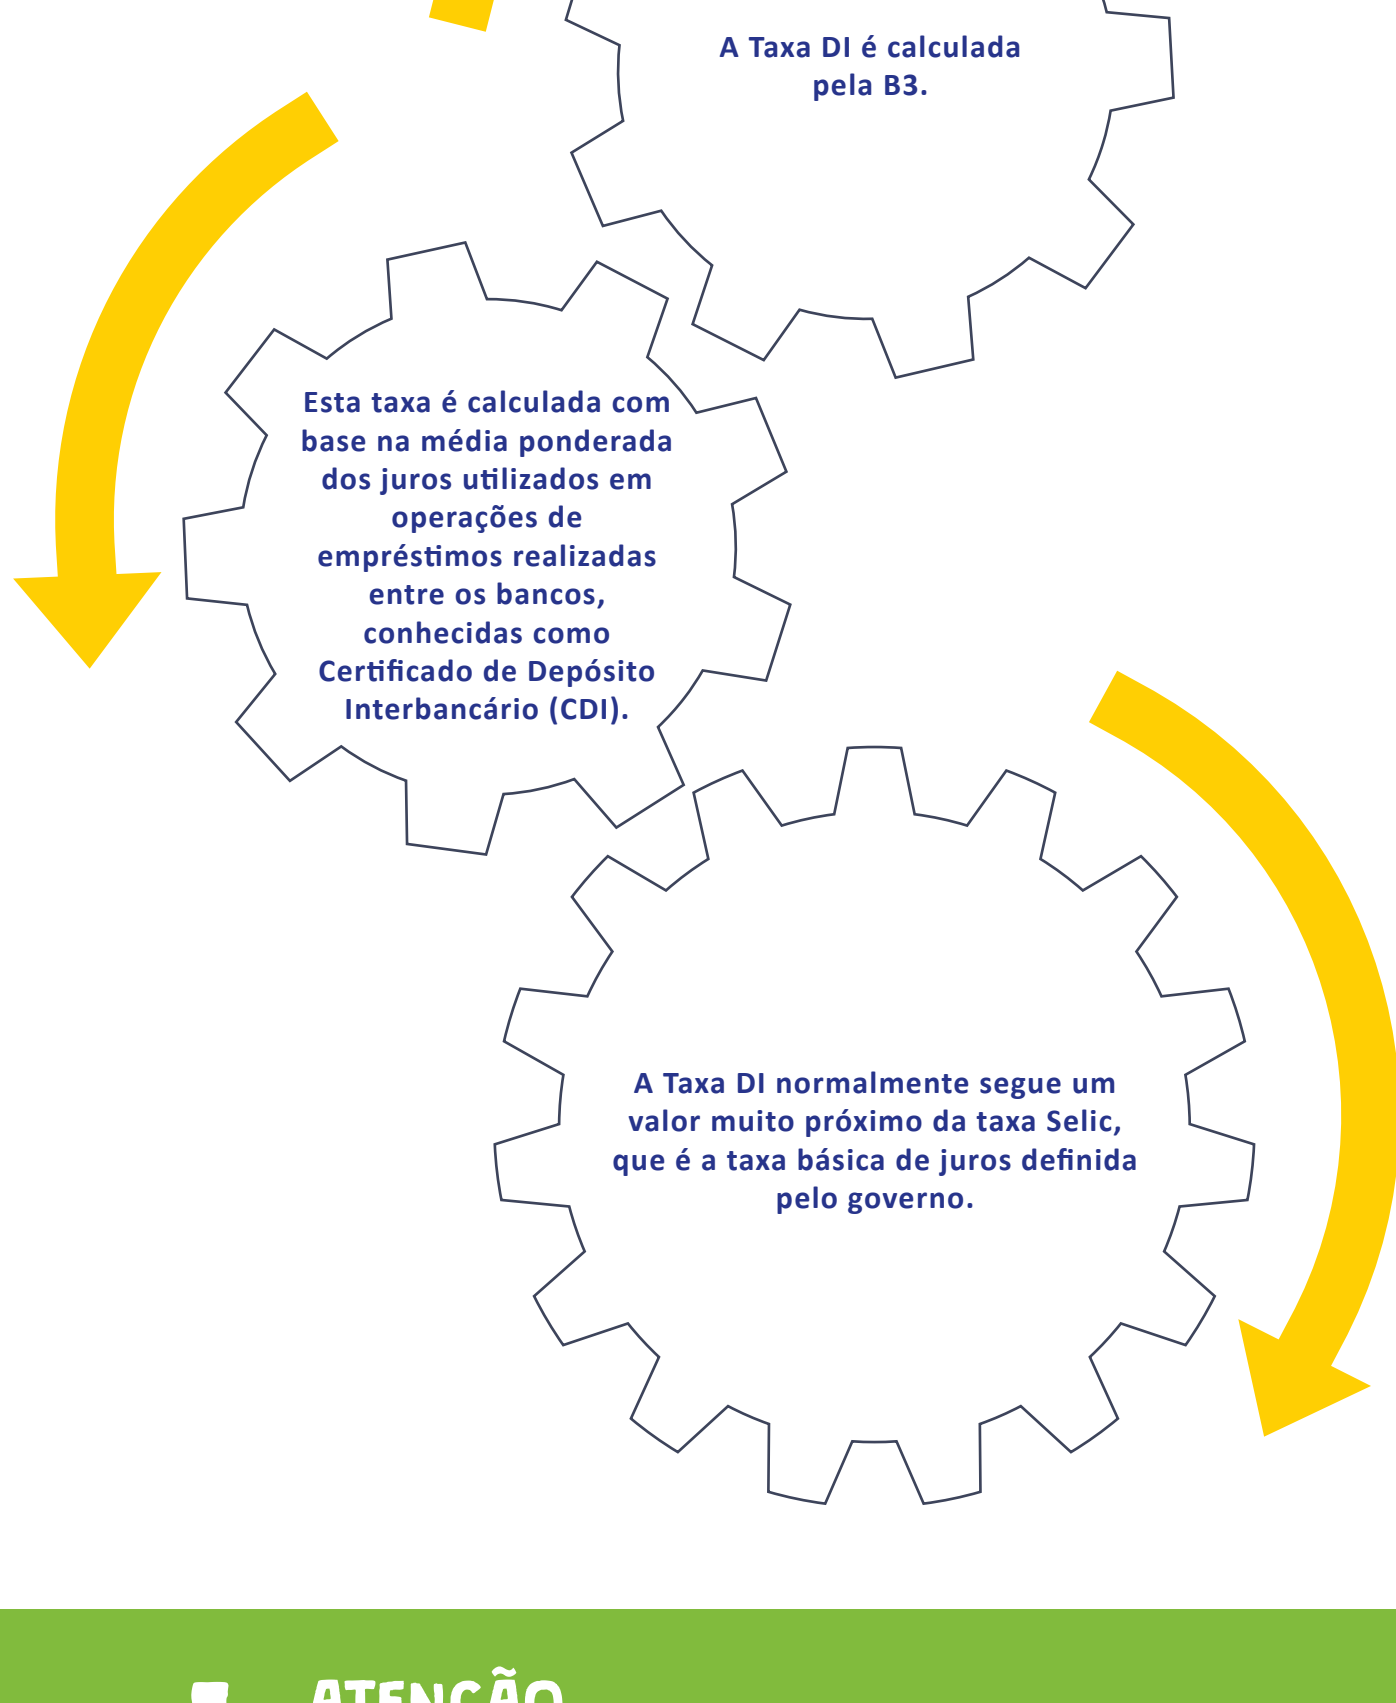 A Taxa DI é calculada
pela B3.
Esta taxa é calculada com
base na média ponderada
dos juros utilizados em
operações de
empréstimos realizadas
entre os bancos,
conhecidas como
Certificado de Depósito
Interbancário (CDI).
A Taxa DI normalmente segue um
valor muito próximo da taxa Selic,
que é a taxa básica de juros definida
pelo governo.
ATENÇÃO